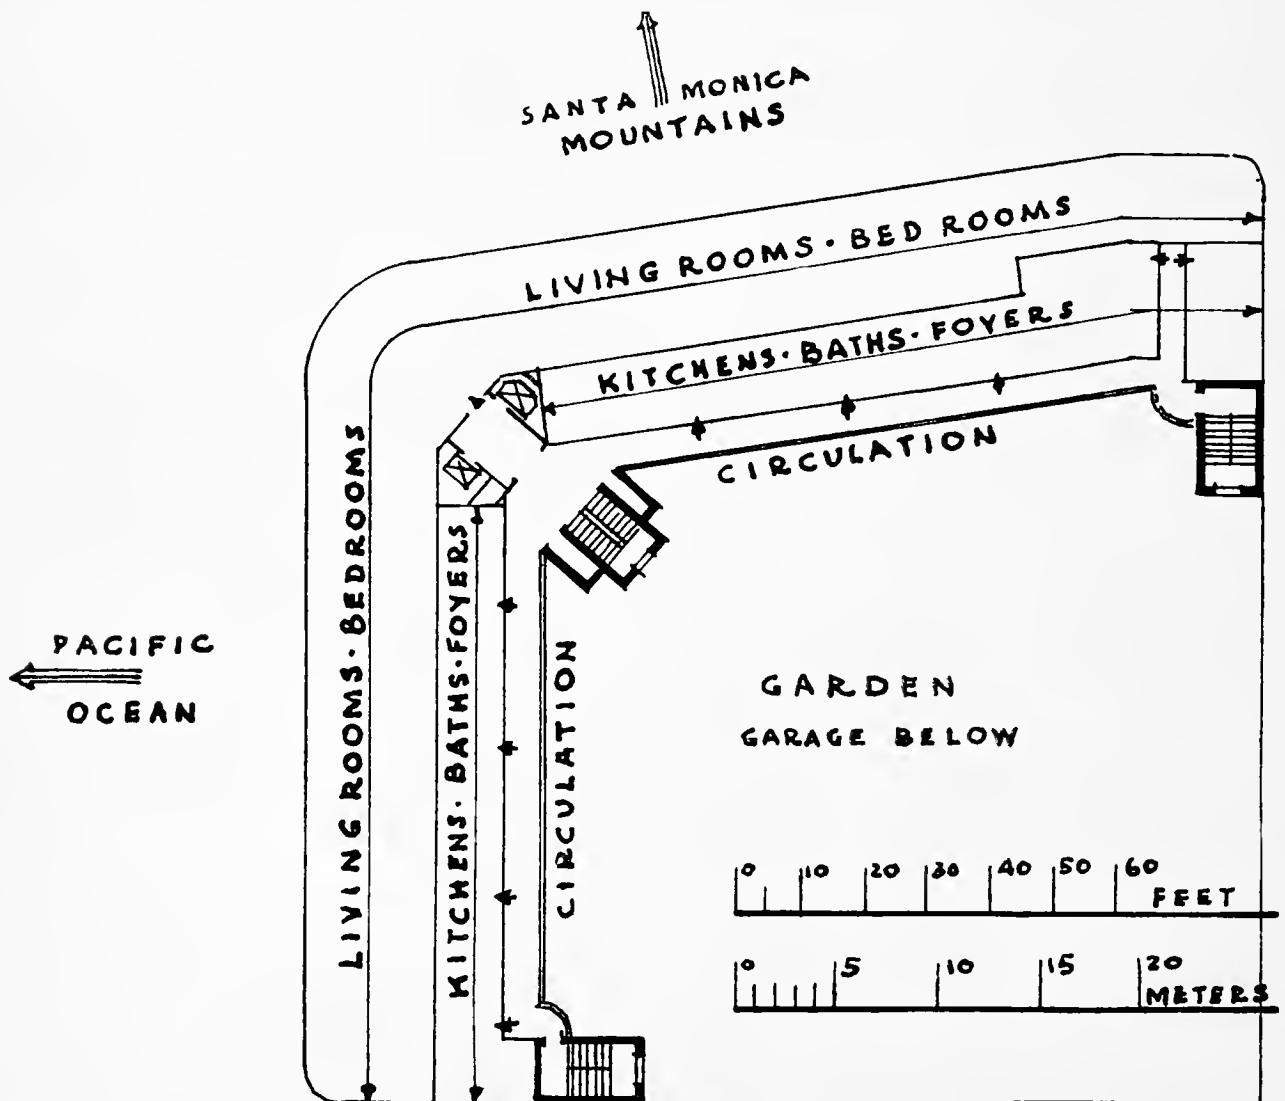 SANTA MONICA
MOUNTAINS
LIVING ROOMS · BED ROOMS
KITCHENS · BATHS · FOYERS
CIRCULATION
LIVING ROOMS · BEDROOMS
KITCHENS · BATHS · FOYERS
CIRCULATION
PACIFIC
OCEAN
GARDEN
GARAGE BELOW
0 10 20 30 40 50 60
FEET
0 5 10 15 20
METERS